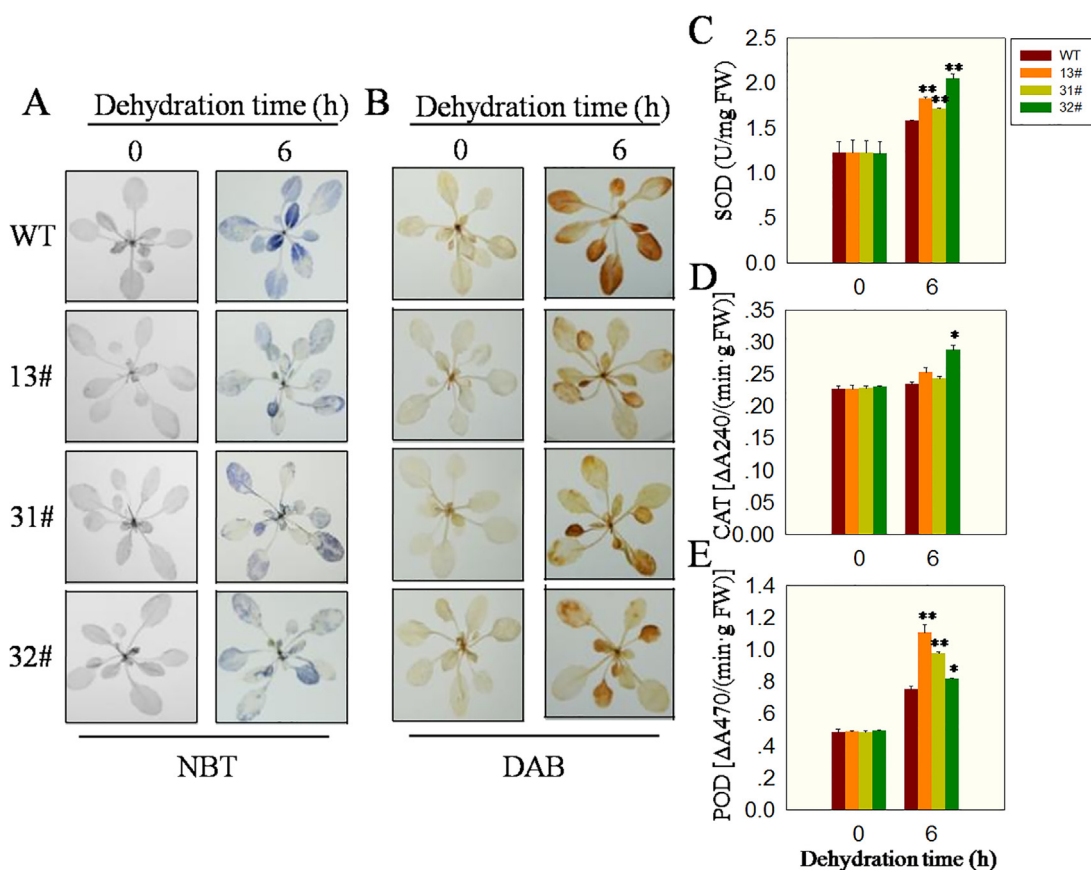 A
Dehydration time (h)
0 6
WT
13#
31#
32#
NBT
B
Dehydration time (h)
0 6
DAB
C
SOD (U/mg FW)
2.5
2.0
1.5
1.0
.5
0.0
** ** **
0 6
WT
13#
31#
32#
D
CAT [ΔA240/(min·g FW)]
.35
.30
.25
.20
.15
.10
.05
0.00
*
0 6
E
POD [ΔA470/(min·g FW)]
1.4
1.2
1.0
.8
.6
.4
.2
0.0
** ** *
0 6
Dehydration time (h)